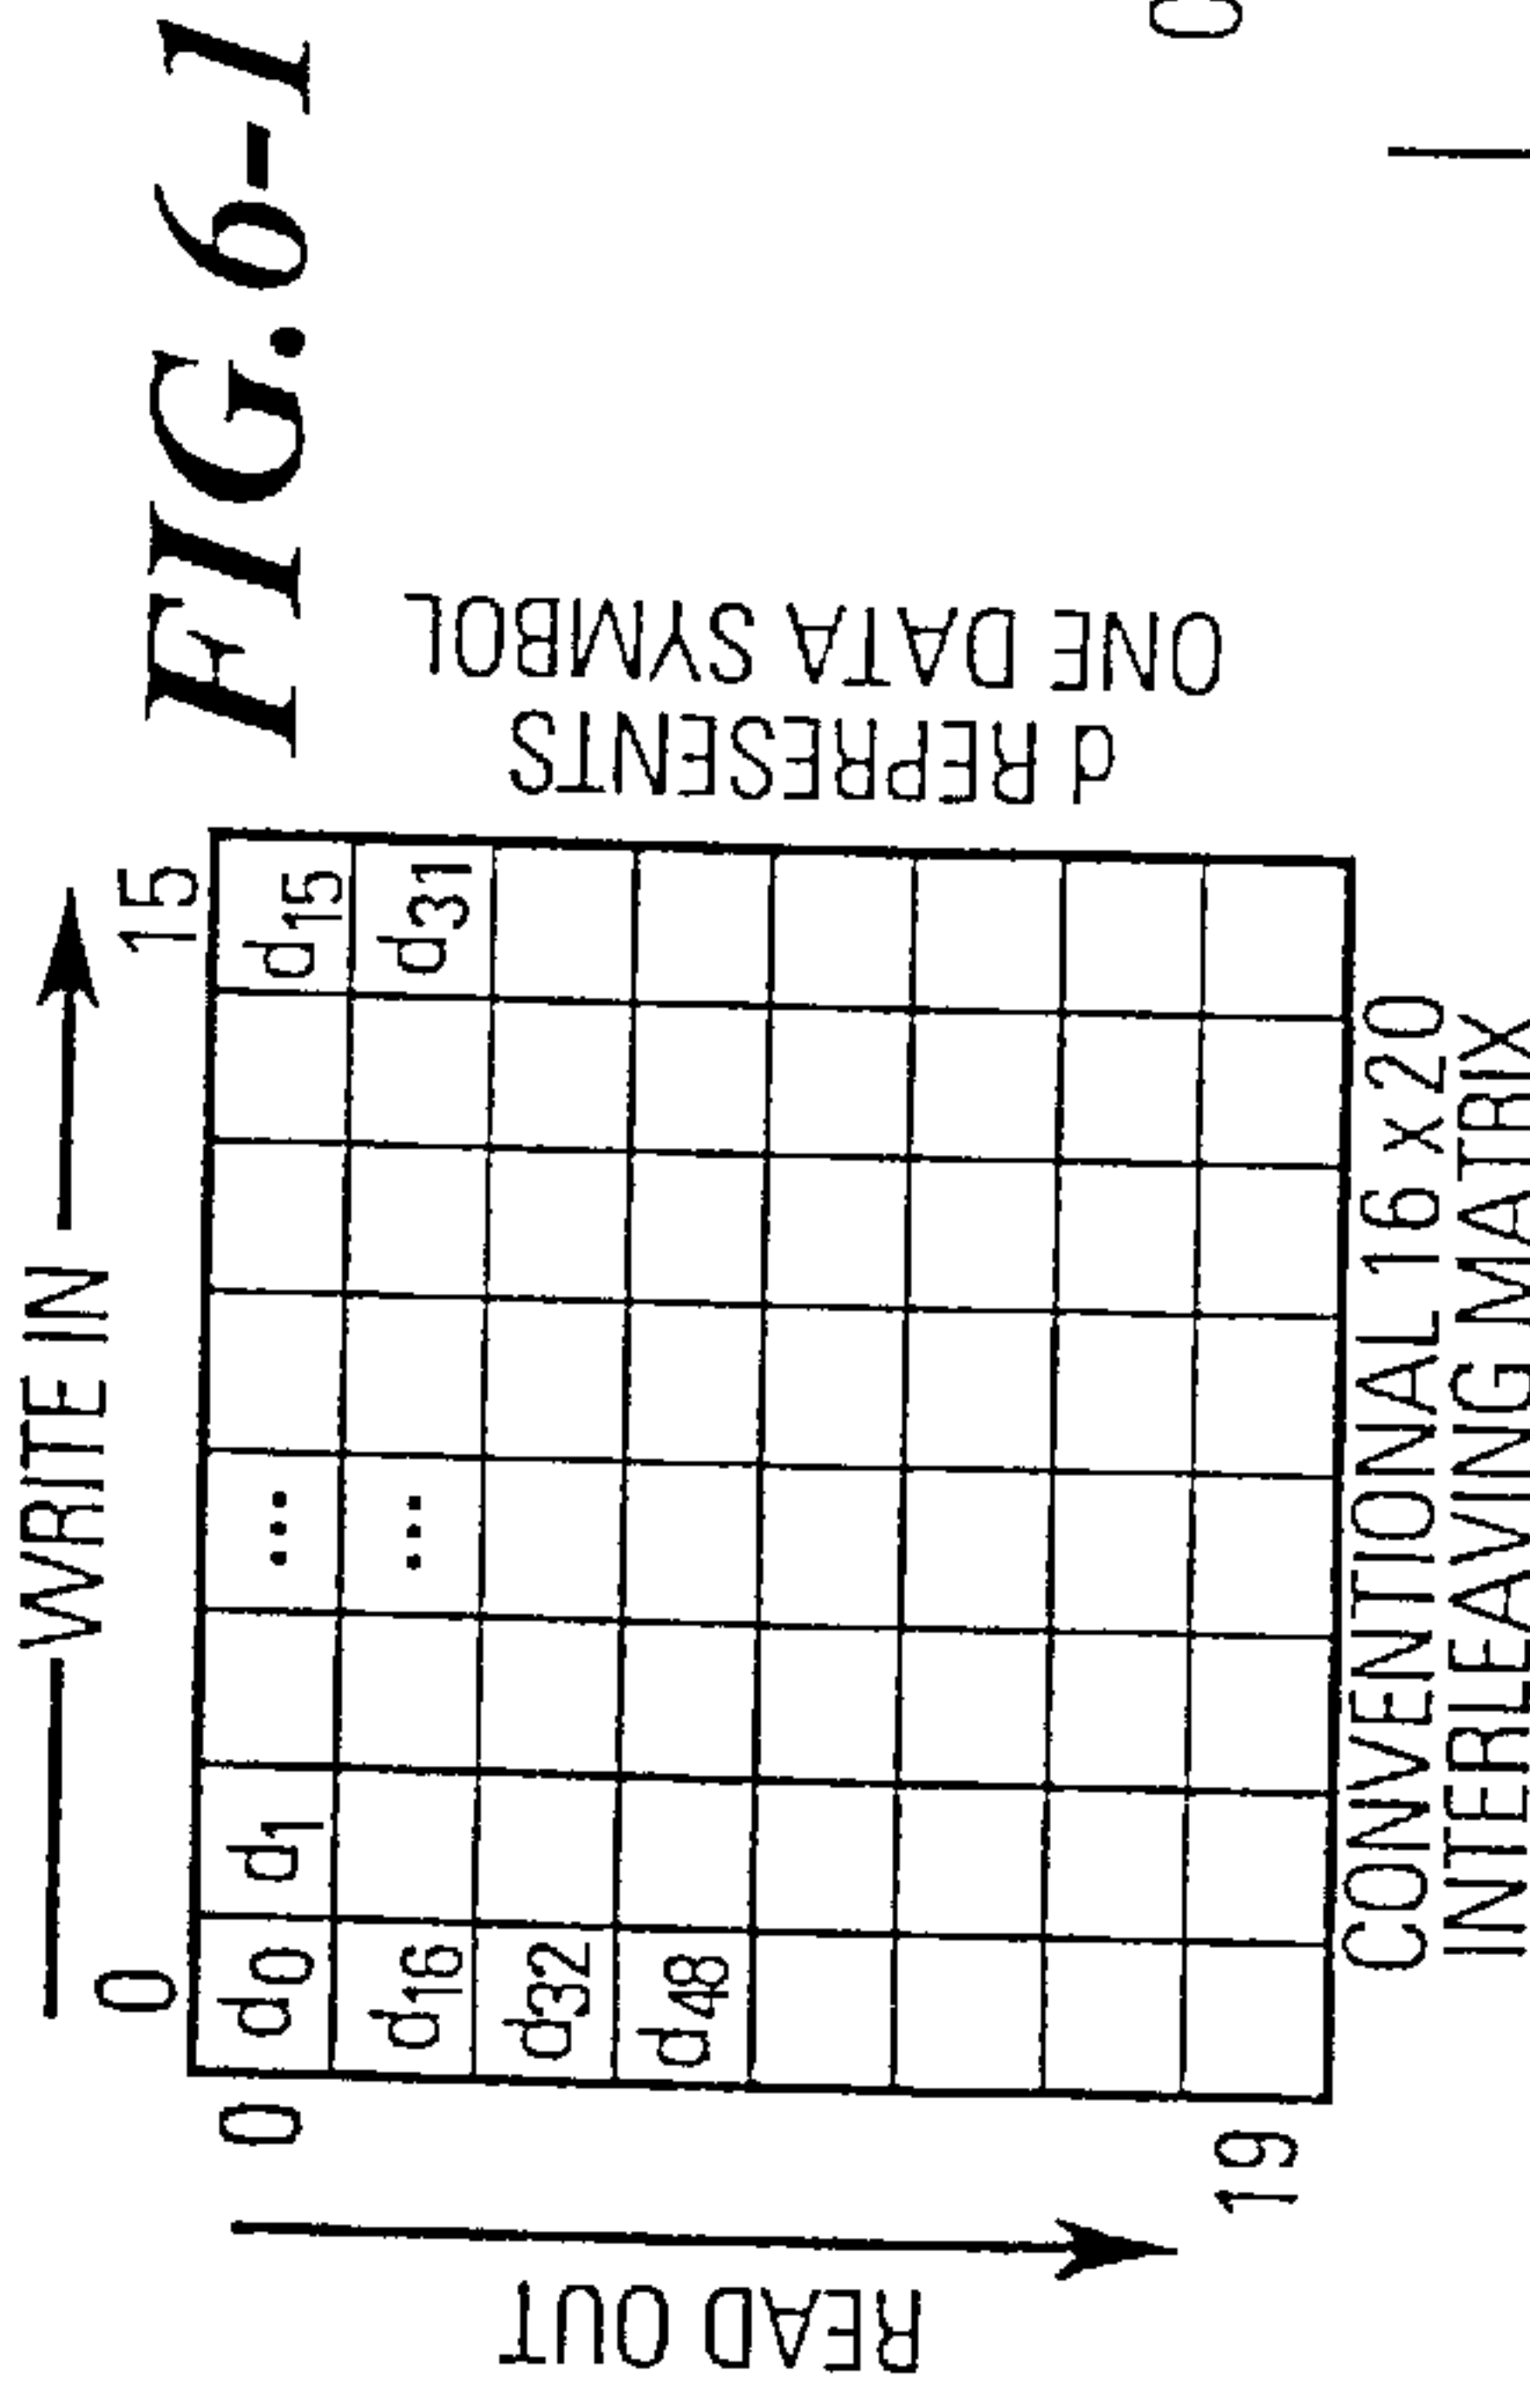 FIG. 6-1
WRITE IN
0 15
READ OUT
0
19
d0 d1 ... d15
d16 ... d31
d32
d48
d REPRESENTS
ONE DATA SYMBOL
CONVENTIONAL 16 x 20
INTERLEAVING MATRIX